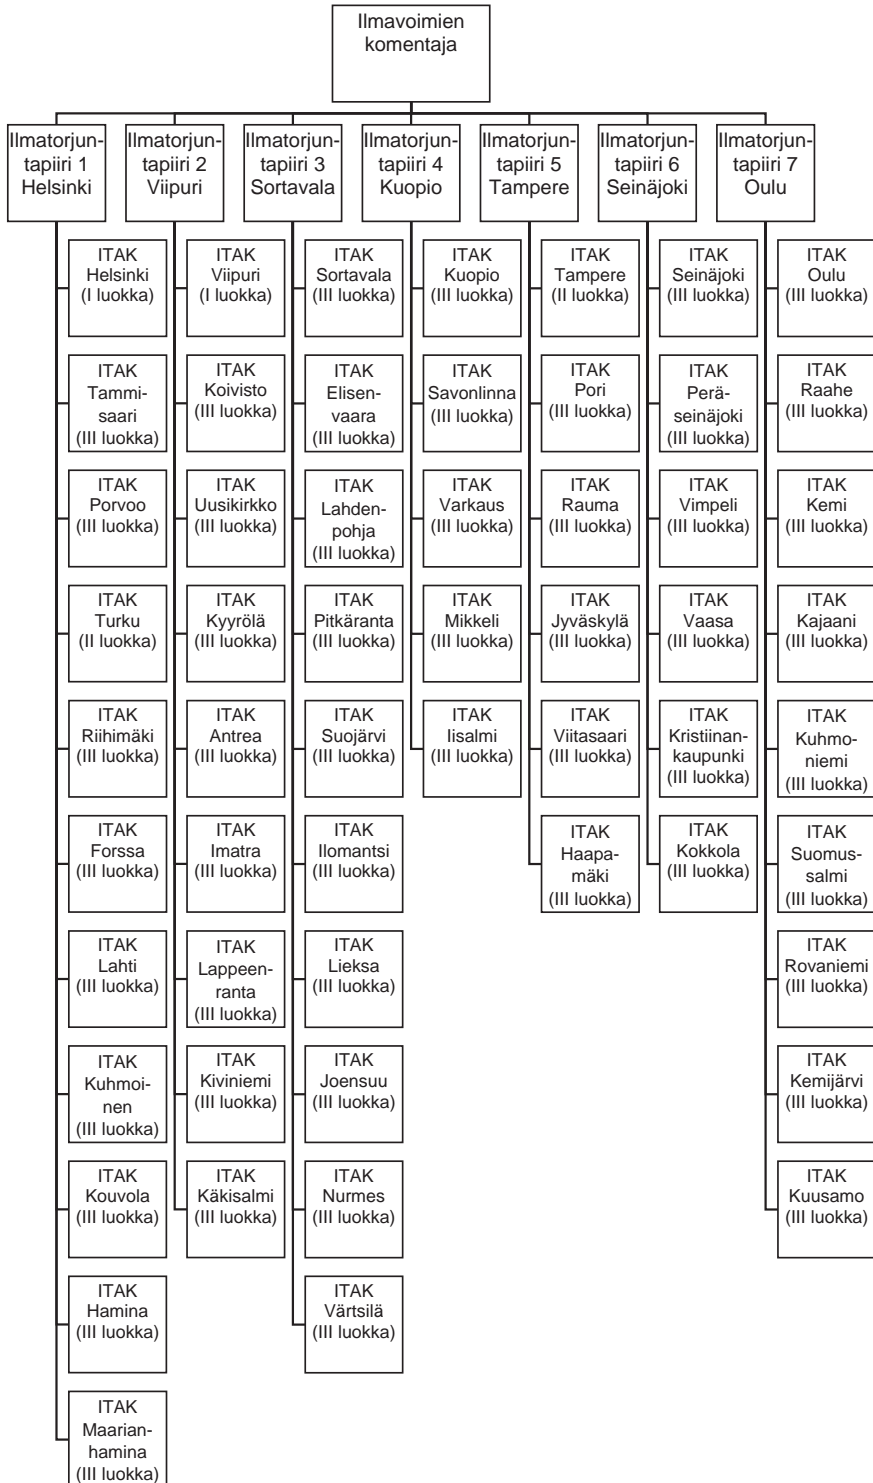 Ilmavoimien
komentaja
Ilmatorjun-
tapiiri 1
Helsinki
Ilmatorjun-
tapiiri 2
Viipuri
Ilmatorjun-
tapiiri 3
Sortavala
Ilmatorjun-
tapiiri 4
Kuopio
Ilmatorjun-
tapiiri 5
Tampere
Ilmatorjun-
tapiiri 6
Seinäjoki
Ilmatorjun-
tapiiri 7
Oulu
ITAK
Helsinki
(I luokka)
ITAK
Tammi-
saari
(III luokka)
ITAK
Porvoo
(III luokka)
ITAK
Turku
(II luokka)
ITAK
Riihimäki
(III luokka)
ITAK
Forssa
(III luokka)
ITAK
Lahti
(III luokka)
ITAK
Kuhmoi-
nen
(III luokka)
ITAK
Kouvola
(III luokka)
ITAK
Hamina
(III luokka)
ITAK
Maarian-
hamina
(III luokka)
ITAK
Viipuri
(I luokka)
ITAK
Koivisto
(III luokka)
ITAK
Uusikirkko
(III luokka)
ITAK
Kyyrölä
(III luokka)
ITAK
Antrea
(III luokka)
ITAK
Imatra
(III luokka)
ITAK
Lappeen-
ranta
(III luokka)
ITAK
Kiviniemi
(III luokka)
ITAK
Käkisalmi
(III luokka)
ITAK
Sortavala
(III luokka)
ITAK
Elisen-
vaara
(III luokka)
ITAK
Lahden-
pohja
(III luokka)
ITAK
Pitkäranta
(III luokka)
ITAK
Suojärvi
(III luokka)
ITAK
Ilomantsi
(III luokka)
ITAK
Lieksa
(III luokka)
ITAK
Joensuu
(III luokka)
ITAK
Nurmes
(III luokka)
ITAK
Värtsilä
(III luokka)
ITAK
Kuopio
(III luokka)
ITAK
Savonlinna
(III luokka)
ITAK
Varkaus
(III luokka)
ITAK
Mikkeli
(III luokka)
ITAK
Iisalmi
(III luokka)
ITAK
Tampere
(II luokka)
ITAK
Pori
(III luokka)
ITAK
Rauma
(III luokka)
ITAK
Jyväskylä
(III luokka)
ITAK
Viitasaari
(III luokka)
ITAK
Haapa-
mäki
(III luokka)
ITAK
Seinäjoki
(III luokka)
ITAK
Perä-
seinäjoki
(III luokka)
ITAK
Vimpeli
(III luokka)
ITAK
Vaasa
(III luokka)
ITAK
Kristiinan-
kaupunki
(III luokka)
ITAK
Kokkola
(III luokka)
ITAK
Oulu
(III luokka)
ITAK
Raahe
(III luokka)
ITAK
Kemi
(III luokka)
ITAK
Kajaani
(III luokka)
ITAK
Kuhmo-
niemi
(III luokka)
ITAK
Suomus-
salmi
(III luokka)
ITAK
Rovaniemi
(III luokka)
ITAK
Kemijärvi
(III luokka)
ITAK
Kuusamo
(III luokka)